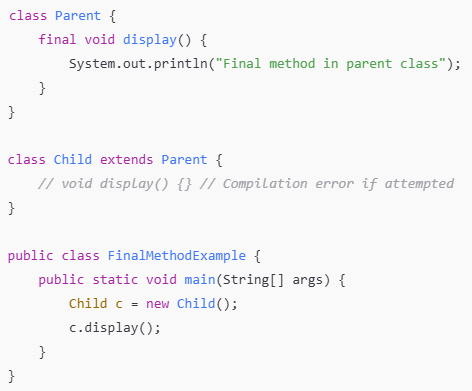 class Parent {
    final void display() {
        System.out.println("Final method in parent class");
    }
}

class Child extends Parent {
    // void display() {} // Compilation error if attempted
}

public class FinalMethodExample {
    public static void main(String[] args) {
        Child c = new Child();
        c.display();
    }
}